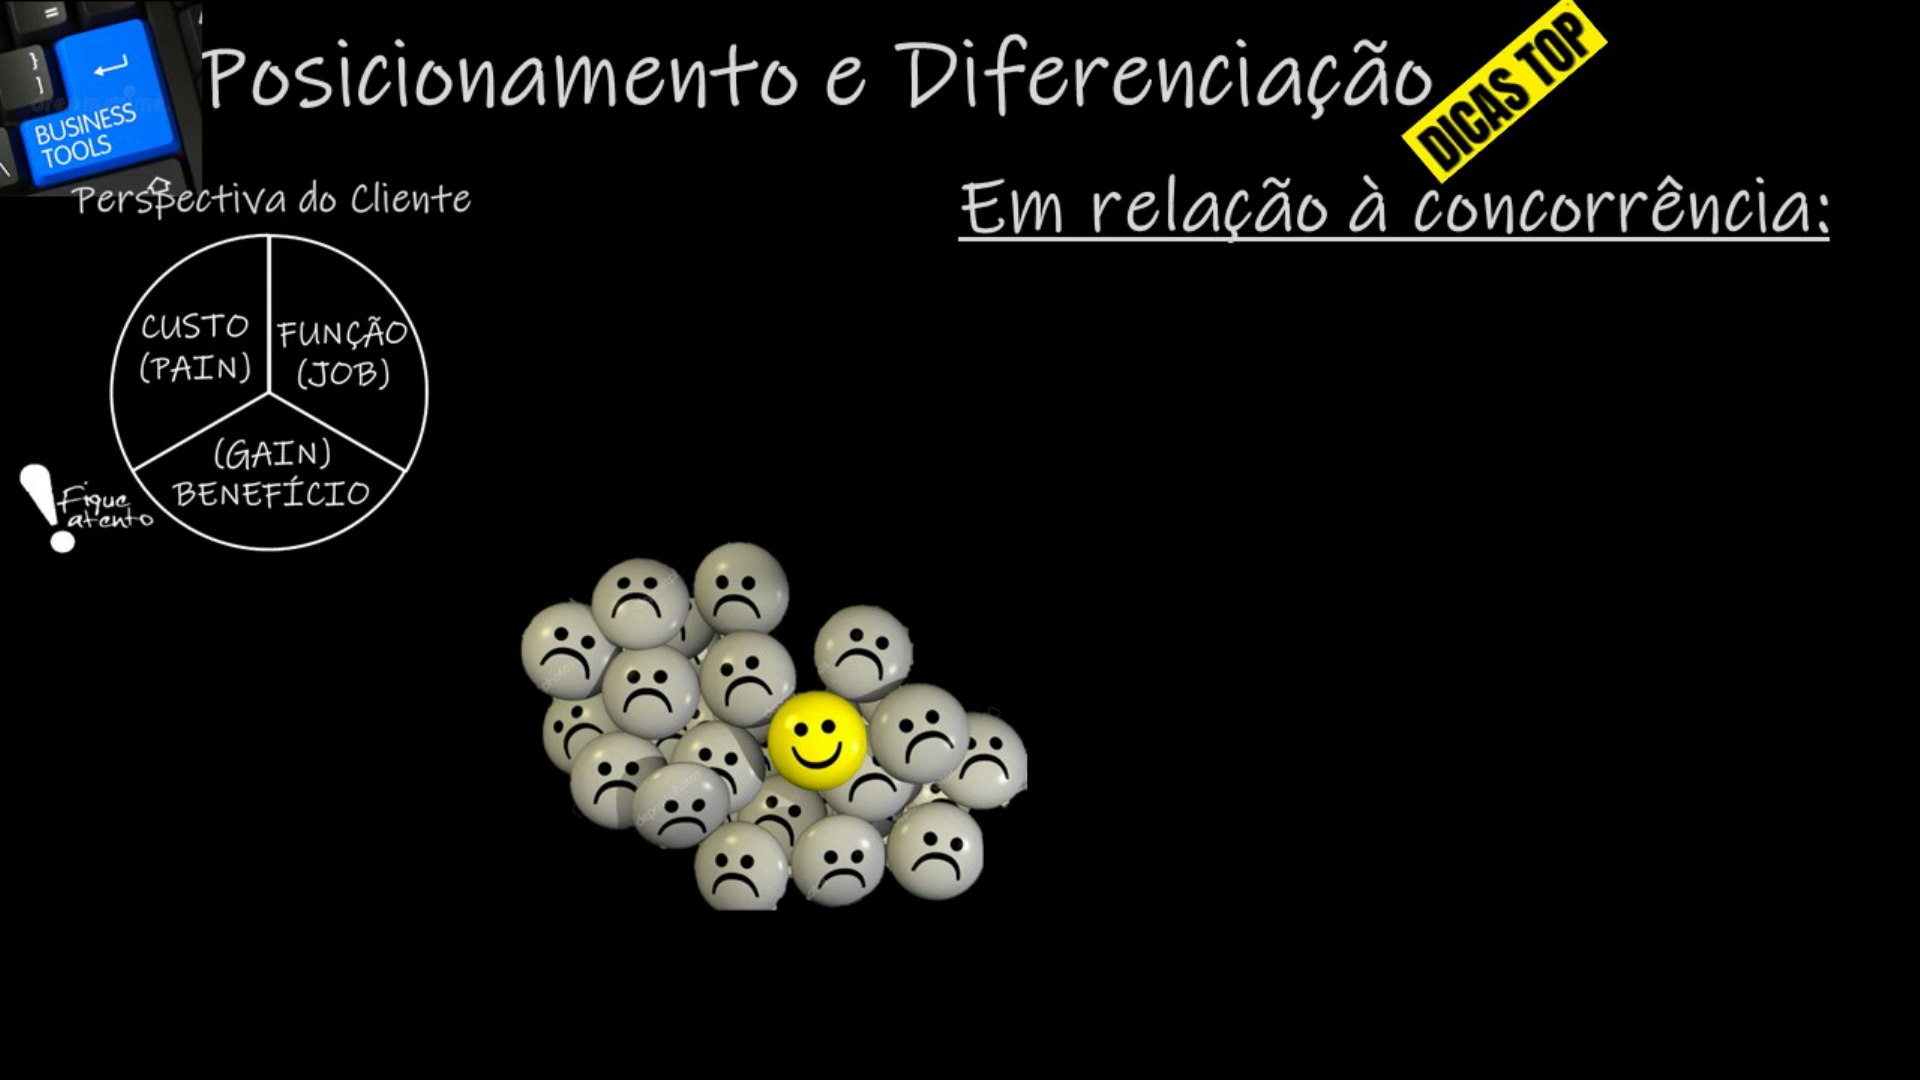 =
}
]
\
BUSINESS
TOOLS
Posicionamento e Diferenciação
DICAS TOP
Perspectiva do Cliente
Em relação à concorrência:
CUSTO
(PAIN)
FUNÇÃO
(JOB)
(GAIN)
BENEFÍCIO
Fique
atento